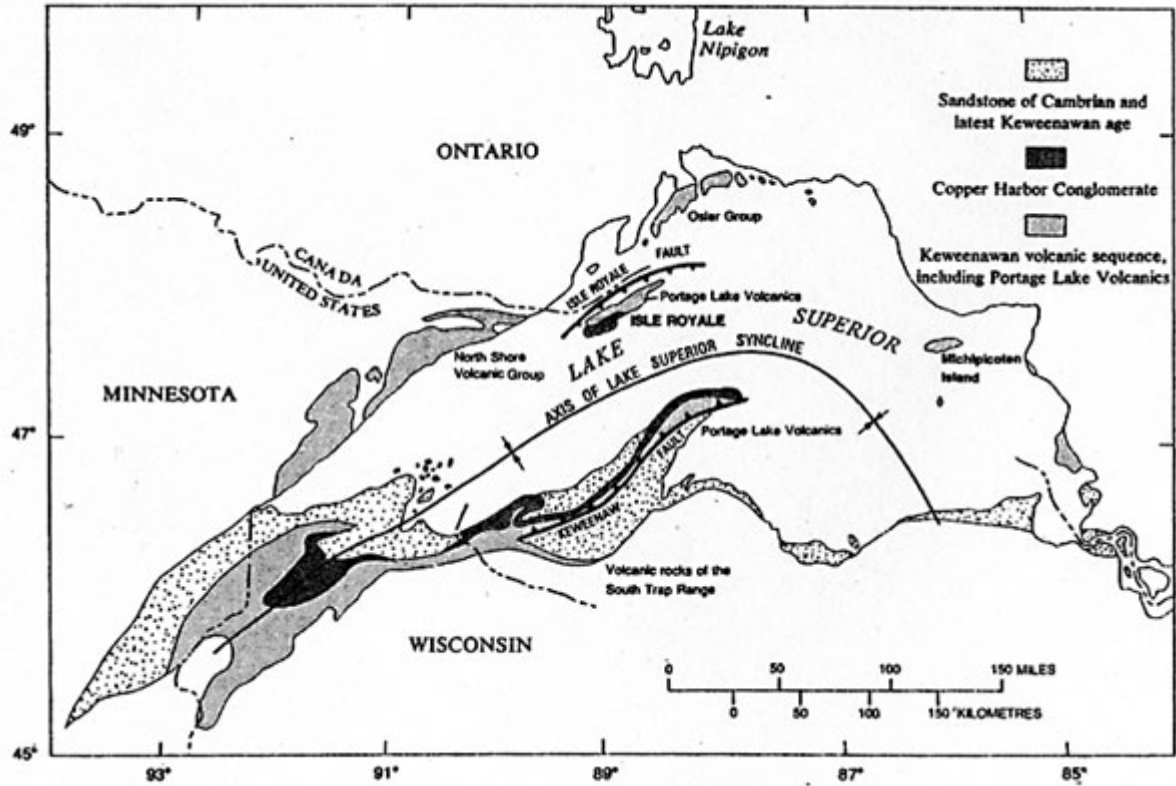 Lake
Nipigon
Sandstone of Cambrian and
latest Keweenawan age
49°
ONTARIO
Copper Harbor Conglomerate
Osler Group
Keweenawan volcanic sequence,
including Portage Lake Volcanics
CANADA
UNITED STATES
ISLE ROYALE FAULT
Portage Lake Volcanics
ISLE ROYALE
LAKE SUPERIOR
North Shore
Volcanic Group
Michipicoten
Island
AXIS OF LAKE SUPERIOR SYNCLINE
MINNESOTA
47°
Portage Lake Volcanics
KEWEENAW FAULT
Volcanic rocks of the
South Trap Range
WISCONSIN
0 50 100 150 MILES
0 50 100 150 KILOMETRES
45°
93° 91° 89° 87° 85°